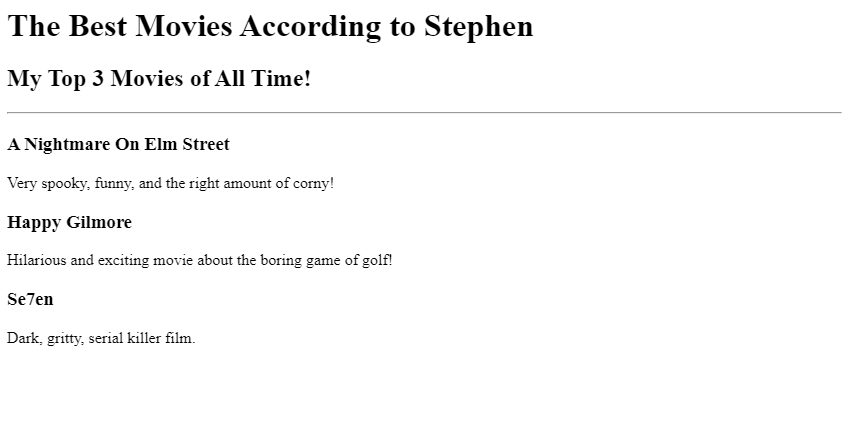 The Best Movies According to Stephen
My Top 3 Movies of All Time!
A Nightmare On Elm Street
Very spooky, funny, and the right amount of corny!
Happy Gilmore
Hilarious and exciting movie about the boring game of golf!
Se7en
Dark, gritty, serial killer film.